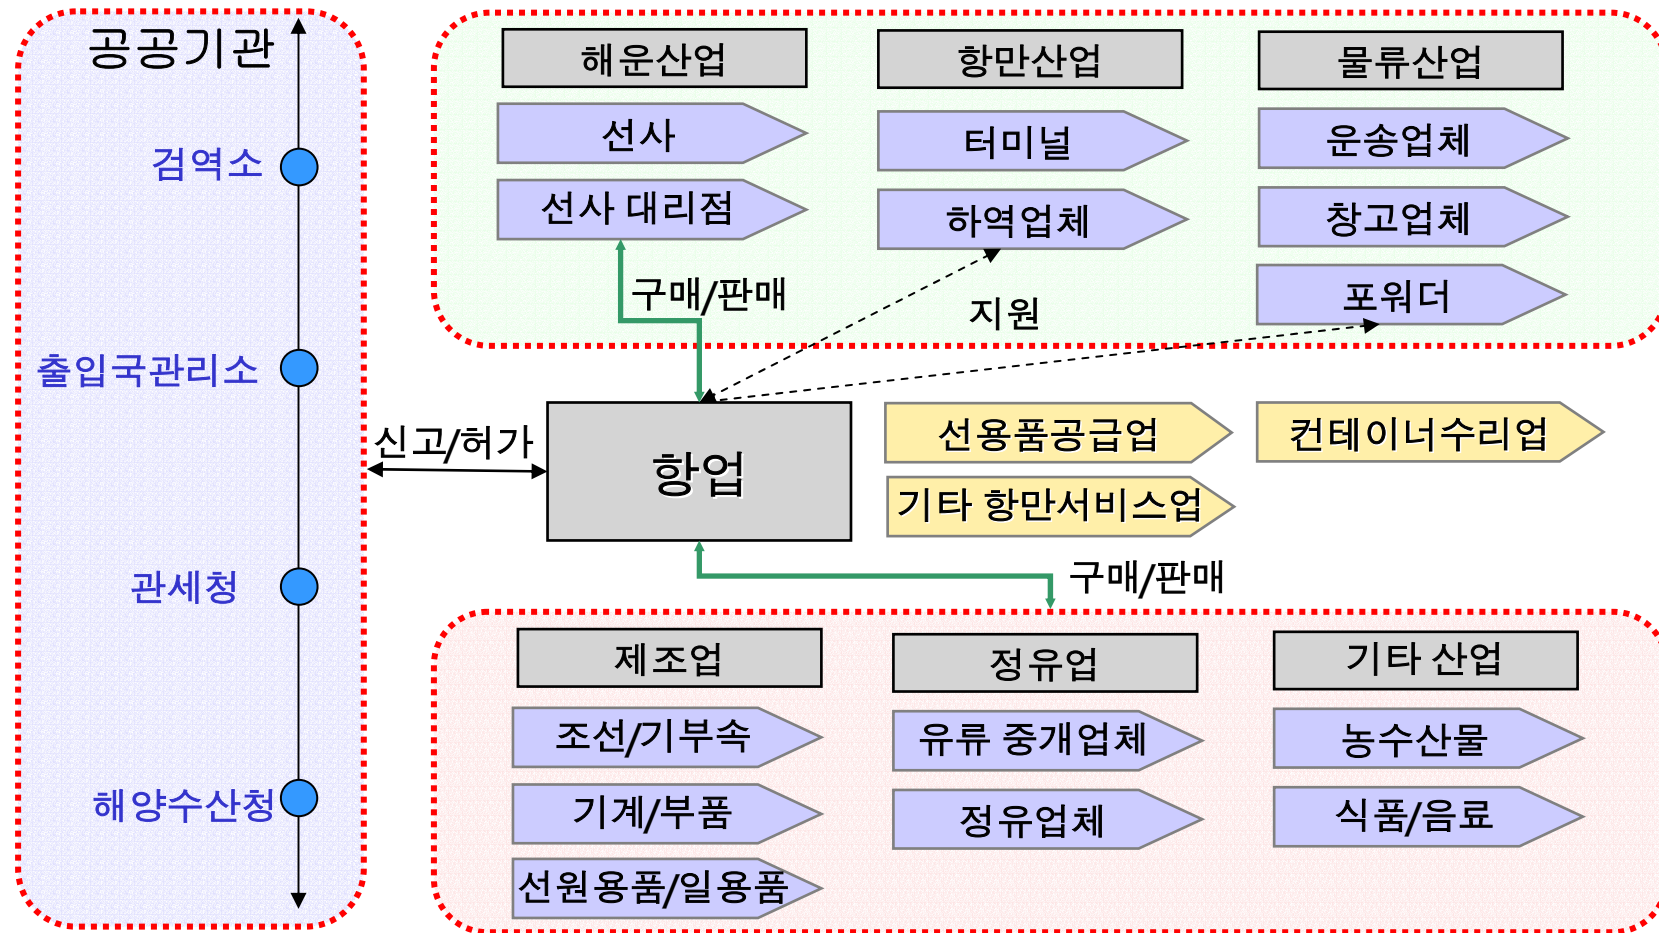 공공기관
검역소
출입국관리소
관세청
해양수산청
해운산업
선사
선사 대리점
항만산업
터미널
하역업체
물류산업
운송업체
창고업체
포워더
구매/판매
지원
신고/허가
항업
선용품공급업
컨테이너수리업
기타 항만서비스업
구매/판매
제조업
조선/기부속
기계/부품
선원용품/일용품
정유업
유류 중개업체
정유업체
기타 산업
농수산물
식품/음료